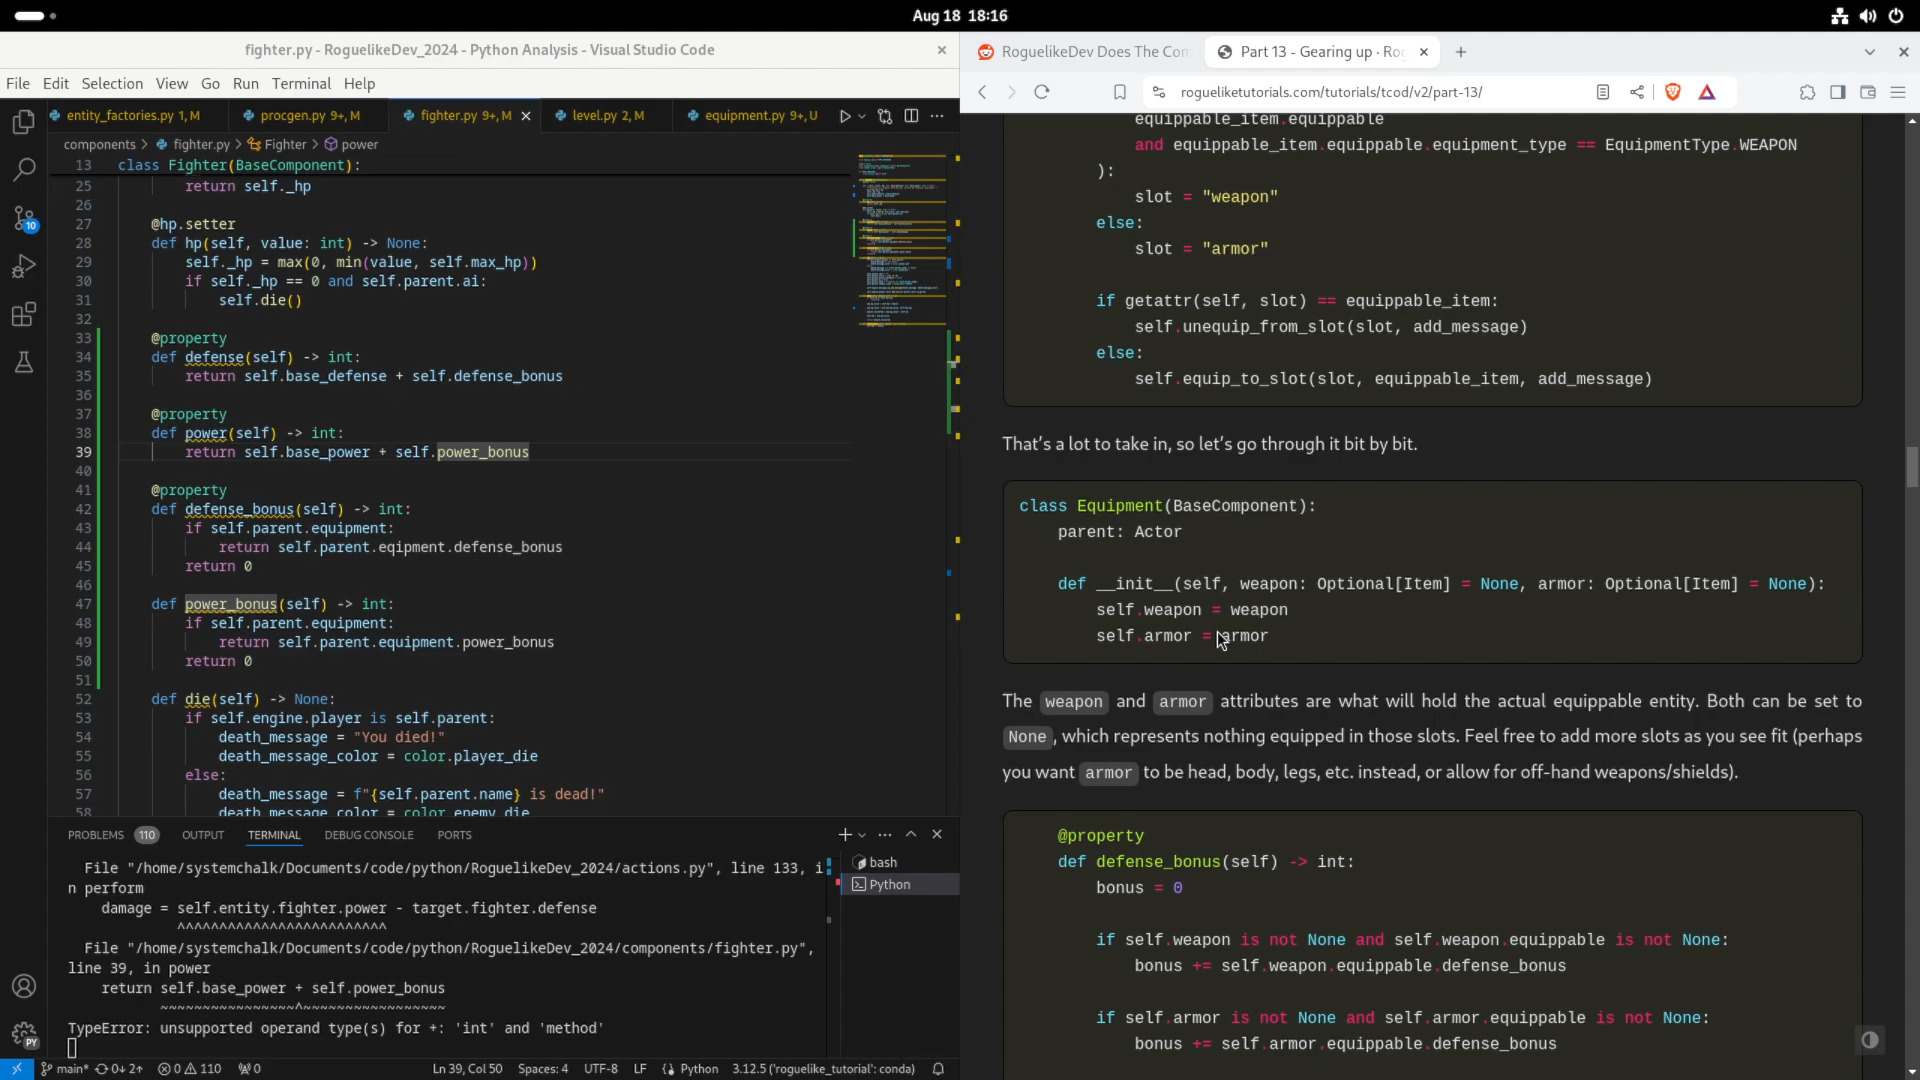 Aug 18 18:16
fighter.py - RoguelikeDev_2024 - Python Analysis - Visual Studio Code
File Edit Selection View Go Run Terminal Help
entity_factories.py 1, M procgen.py 9+, M fighter.py 9+, M level.py 2, M equipment.py 9+, U
components > fighter.py > Fighter > power
13 class Fighter(BaseComponent):
25 return self._hp
26
27 @hp.setter
28 def hp(self, value: int) -> None:
29 self._hp = max(0, min(value, self.max_hp))
30 if self._hp == 0 and self.parent.ai:
31 self.die()
32
33 @property
34 def defense(self) -> int:
35 return self.base_defense + self.defense_bonus
36
37 @property
38 def power(self) -> int:
39 return self.base_power + self.power_bonus
40
41 @property
42 def defense_bonus(self) -> int:
43 if self.parent.equipment:
44 return self.parent.eqipment.defense_bonus
45 return 0
46
47 def power_bonus(self) -> int:
48 if self.parent.equipment:
49 return self.parent.equipment.power_bonus
50 return 0
51
52 def die(self) -> None:
53 if self.engine.player is self.parent:
54 death_message = "You died!"
55 death_message_color = color.player_die
56 else:
57 death_message = f"{self.parent.name} is dead!"
58 death_message_color = color.enemy_die
10
PY
PROBLEMS 110 OUTPUT TERMINAL DEBUG CONSOLE PORTS
File "/home/systemchalk/Documents/code/python/RoguelikeDev_2024/actions.py", line 133, i
n perform
damage = self.entity.fighter.power - target.fighter.defense
^^^^^^^^^^^^^^^^^^^^^^^^^
File "/home/systemchalk/Documents/code/python/RoguelikeDev_2024/components/fighter.py",
line 39, in power
return self.base_power + self.power_bonus
~~~~~~~~~~~~~~~~^~~~~~~~~~~~~~~~~
TypeError: unsupported operand type(s) for +: 'int' and 'method'
bash
Python
main* 0↓ 2↑ 0 110 0 Ln 39, Col 50 Spaces: 4 UTF-8 LF Python 3.12.5 ('roguelike_tutorial': conda)
RoguelikeDev Does The Com Part 13 - Gearing up · Rog
rogueliketutorials.com/tutorials/tcod/v2/part-13/
equippable_item.equippable
and equippable_item.equippable.equipment_type == EquipmentType.WEAPON
):
slot = "weapon"
else:
slot = "armor"
if getattr(self, slot) == equippable_item:
self.unequip_from_slot(slot, add_message)
else:
self.equip_to_slot(slot, equippable_item, add_message)
That's a lot to take in, so let's go through it bit by bit.
class Equipment(BaseComponent):
parent: Actor
def __init__(self, weapon: Optional[Item] = None, armor: Optional[Item] = None):
self.weapon = weapon
self.armor = armor
The weapon and armor attributes are what will hold the actual equippable entity. Both can be set to
None, which represents nothing equipped in those slots. Feel free to add more slots as you see fit (perhaps
you want armor to be head, body, legs, etc. instead, or allow for off-hand weapons/shields).
@property
def defense_bonus(self) -> int:
bonus = 0
if self.weapon is not None and self.weapon.equippable is not None:
bonus += self.weapon.equippable.defense_bonus
if self.armor is not None and self.armor.equippable is not None:
bonus += self.armor.equippable.defense_bonus